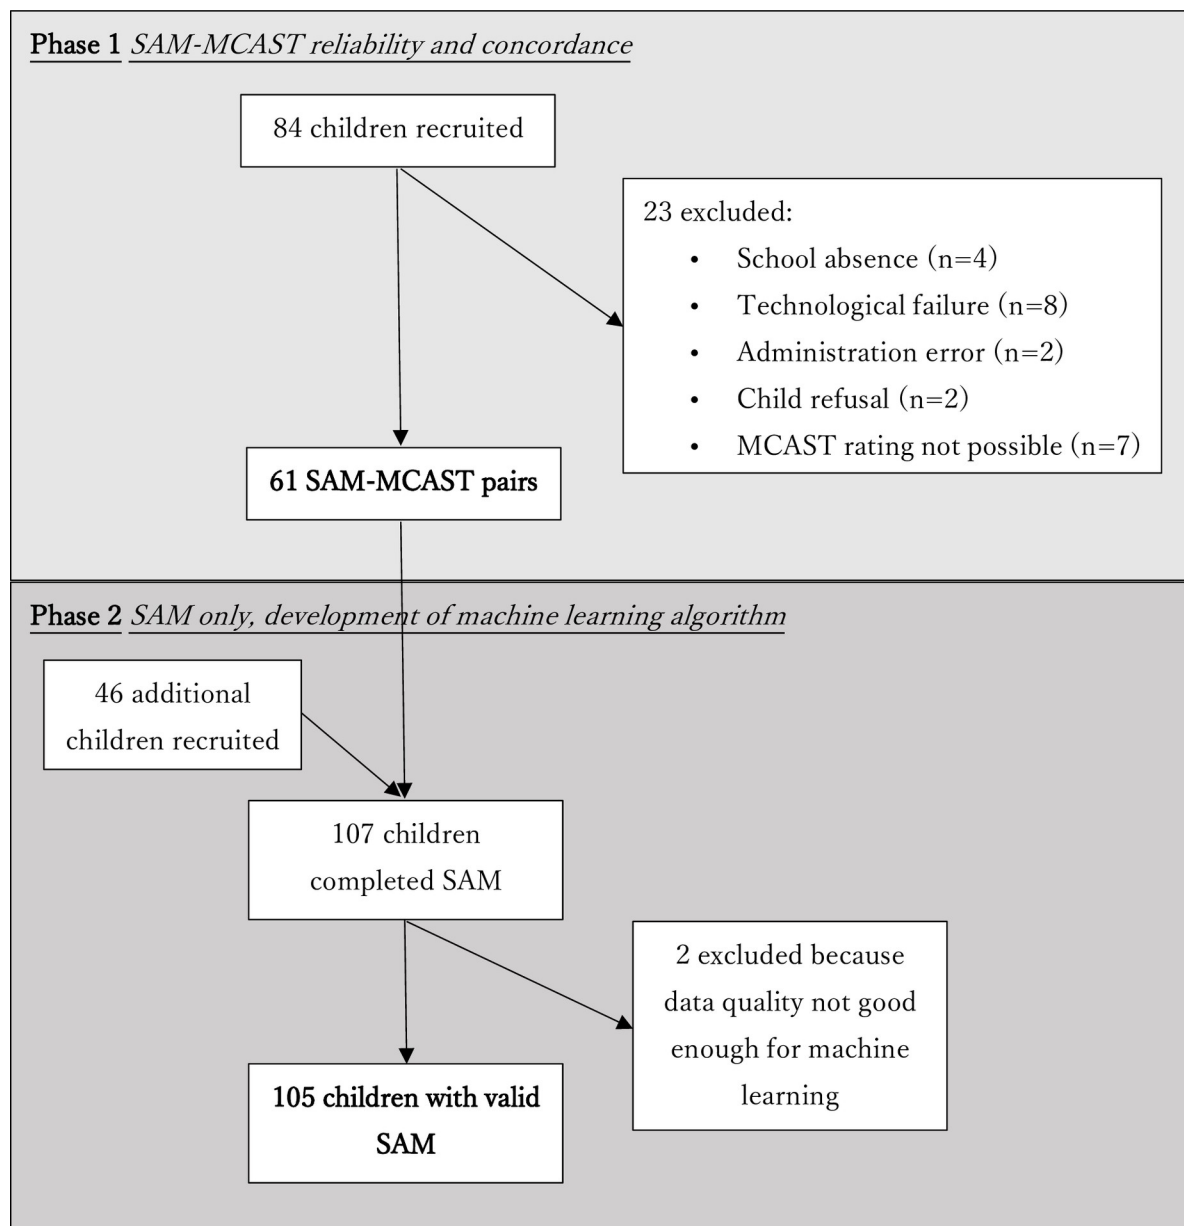 Phase 1 SAM-MCAST reliability and concordance
84 children recruited
23 excluded:
• School absence (n=4)
• Technological failure (n=8)
• Administration error (n=2)
• Child refusal (n=2)
• MCAST rating not possible (n=7)
61 SAM-MCAST pairs
Phase 2 SAM only, development of machine learning algorithm
46 additional
children recruited
107 children
completed SAM
2 excluded because
data quality not good
enough for machine
learning
105 children with valid
SAM